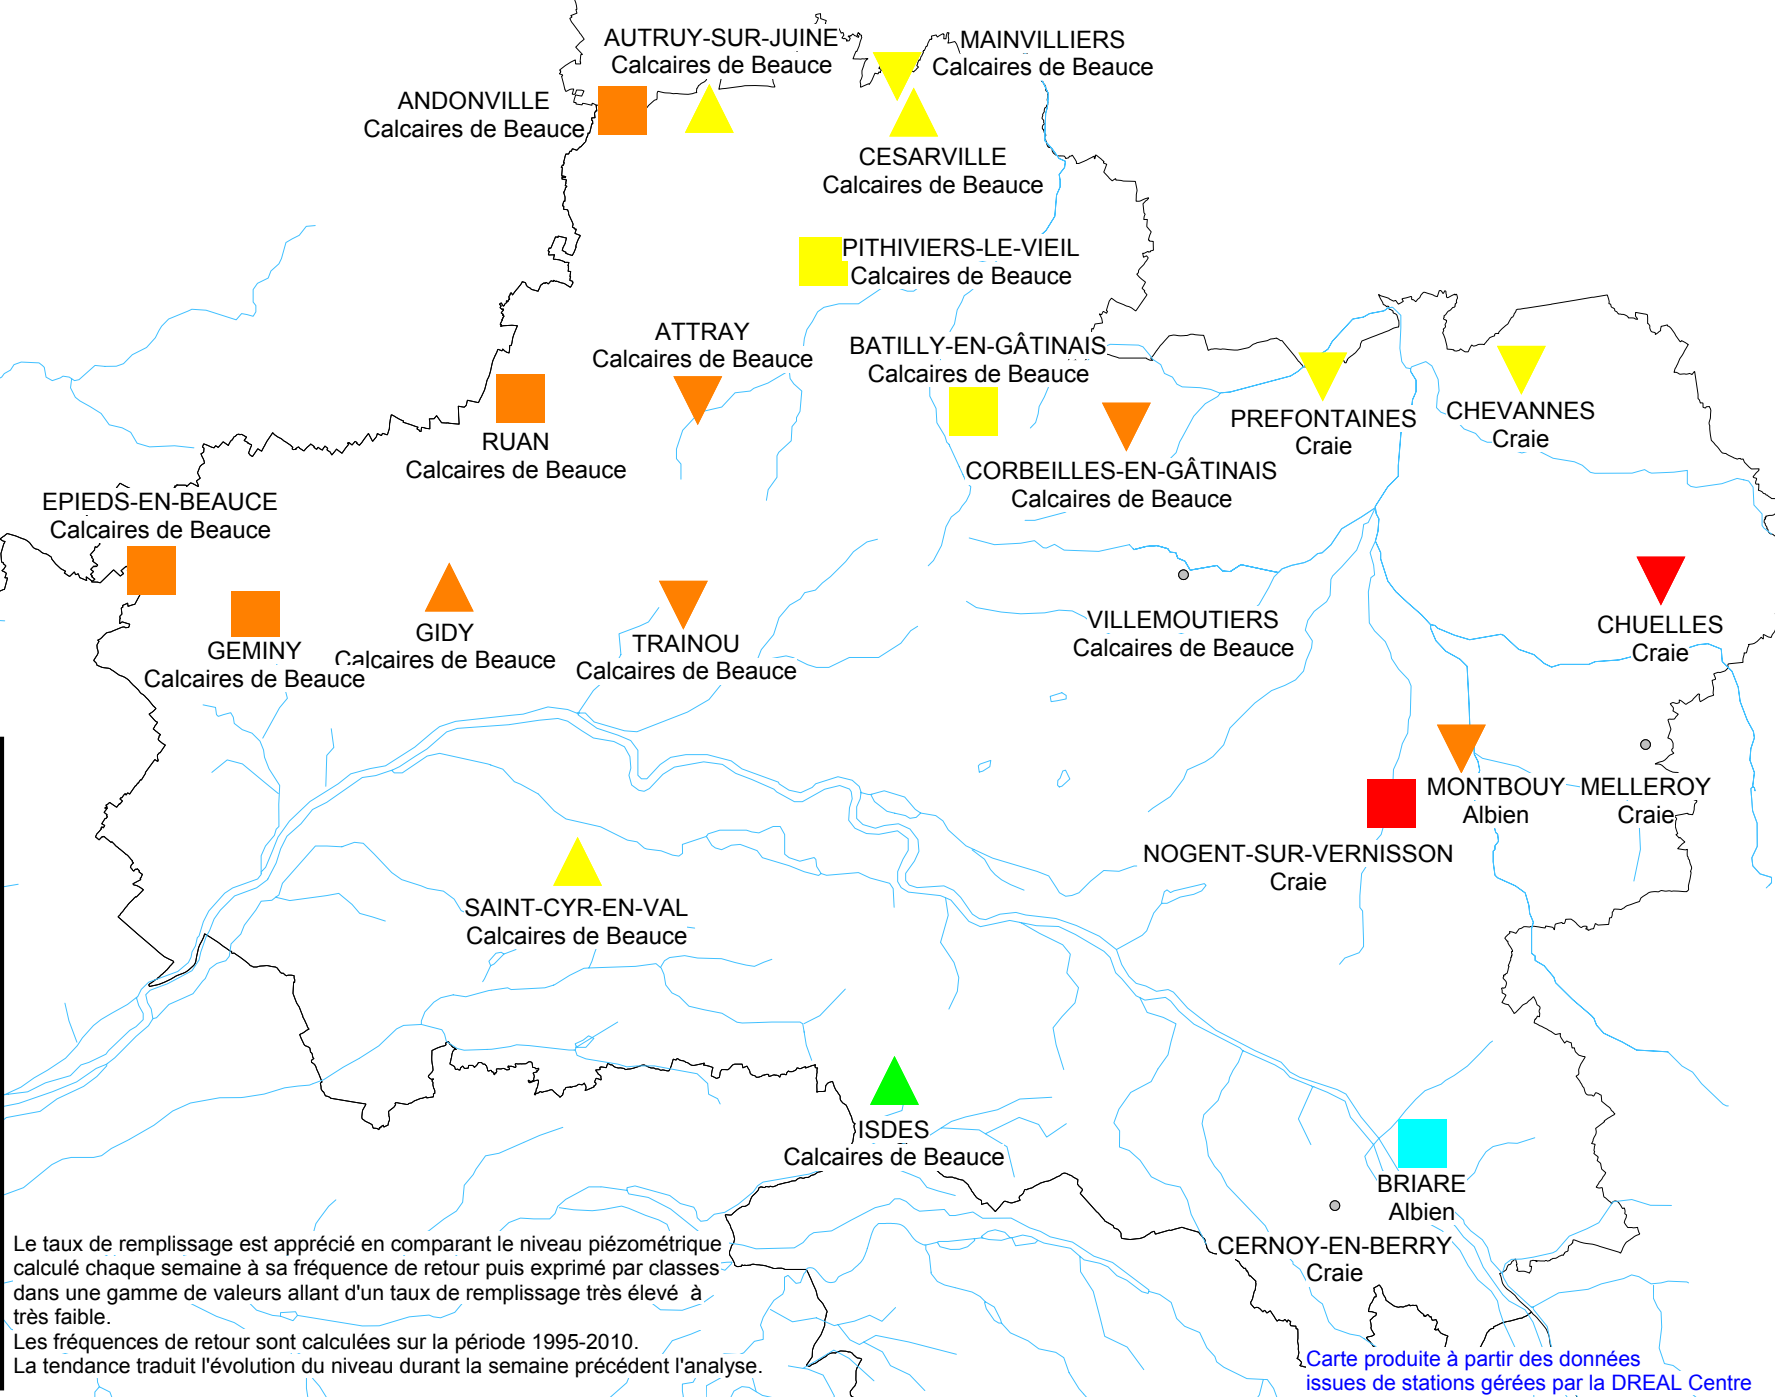 AUTRUY-SUR-JUINE
Calcaires de Beauce
MAINVILLIERS
Calcaires de Beauce
ANDONVILLE
Calcaires de Beauce
CESARVILLE
Calcaires de Beauce
PITHIVIERS-LE-VIEIL
Calcaires de Beauce
ATTRAY
Calcaires de Beauce
BATILLY-EN-GÂTINAIS
Calcaires de Beauce
RUAN
Calcaires de Beauce
CORBEILLES-EN-GÂTINAIS
Calcaires de Beauce
PREFONTAINES
Craie
CHEVANNES
Craie
EPIEDS-EN-BEAUCE
Calcaires de Beauce
GEMINY
Calcaires de Beauce
GIDY
Calcaires de Beauce
TRAINOU
Calcaires de Beauce
VILLEMOUTIERS
Calcaires de Beauce
CHUELLES
Craie
MONTBOUY
Albien
MELLEROY
Craie
NOGENT-SUR-VERNISSON
Craie
SAINT-CYR-EN-VAL
Calcaires de Beauce
ISDES
Calcaires de Beauce
BRIARE
Albien
CERNOY-EN-BERRY
Craie
Le taux de remplissage est apprécié en comparant le niveau piézométrique
calculé chaque semaine à sa fréquence de retour puis exprimé par classes
dans une gamme de valeurs allant d'un taux de remplissage très élevé à
très faible.
Les fréquences de retour sont calculées sur la période 1995-2010.
La tendance traduit l'évolution du niveau durant la semaine précédent l'analyse.
Carte produite à partir des données
issues de stations gérées par la DREAL Centre